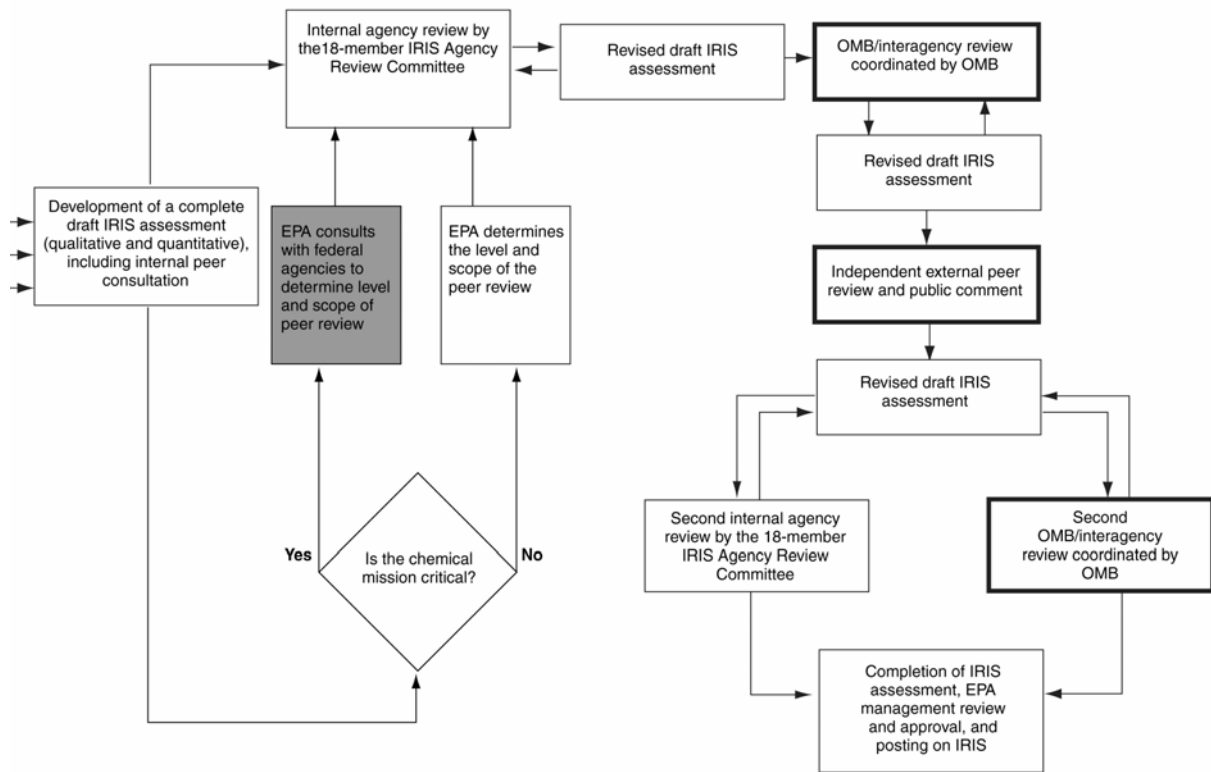 Internal agency review by
the18-member IRIS Agency
Review Committee
Revised draft IRIS
assessment
OMB/interagency review
coordinated by OMB
Revised draft IRIS
assessment
Development of a complete
draft IRIS assessment
(qualitative and quantitative),
including internal peer
consultation
EPA consults
with federal
agencies to
determine level
and scope of
peer review
EPA determines
the level and
scope of the
peer review
Independent external peer
review and public comment
Revised draft IRIS
assessment
Yes
Is the chemical
mission critical?
No
Second internal agency
review by the 18-member
IRIS Agency Review
Committee
Second
OMB/interagency
review coordinated by
OMB
Completion of IRIS
assessment, EPA
management review
and approval, and
posting on IRIS